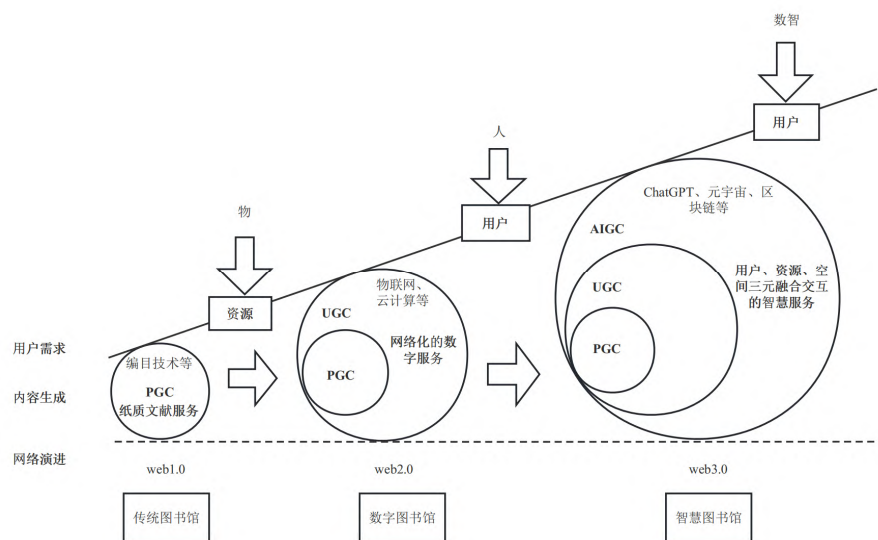 数智
用户
人
用户
物
资源
ChatGPT、元宇宙、区
块链等
AIGC
用户、资源、空
间三元融合交互
的智慧服务
UGC
PGC
物联网、
云计算等
UGC
网络化的数
字服务
PGC
编目技术等
PGC
纸质文献服务
用户需求
内容生成
网络演进
web1.0
web2.0
web3.0
传统图书馆
数字图书馆
智慧图书馆